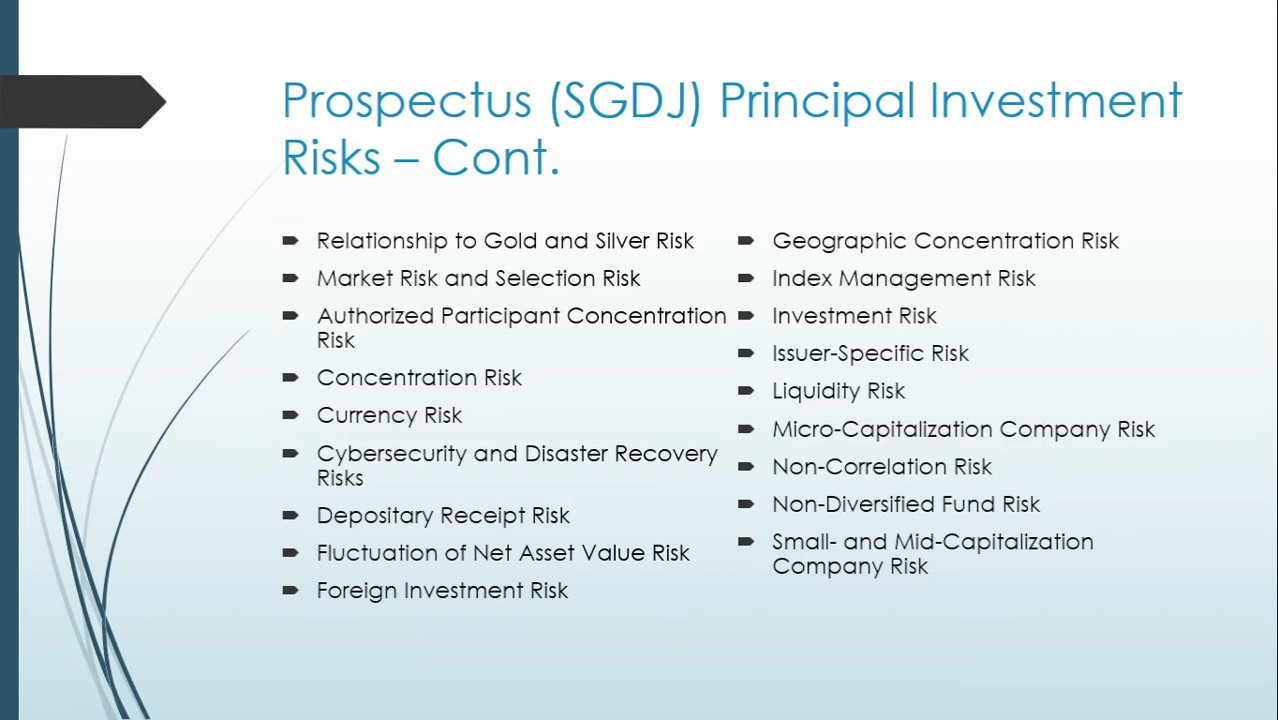 Prospectus (SGDJ) Principal Investment
Risks – Cont.
Relationship to Gold and Silver Risk
Market Risk and Selection Risk
Authorized Participant Concentration
Risk
Concentration Risk
Currency Risk
Cybersecurity and Disaster Recovery
Risks
Depositary Receipt Risk
Fluctuation of Net Asset Value Risk
Foreign Investment Risk
Geographic Concentration Risk
Index Management Risk
Investment Risk
Issuer-Specific Risk
Liquidity Risk
Micro-Capitalization Company Risk
Non-Correlation Risk
Non-Diversified Fund Risk
Small- and Mid-Capitalization
Company Risk